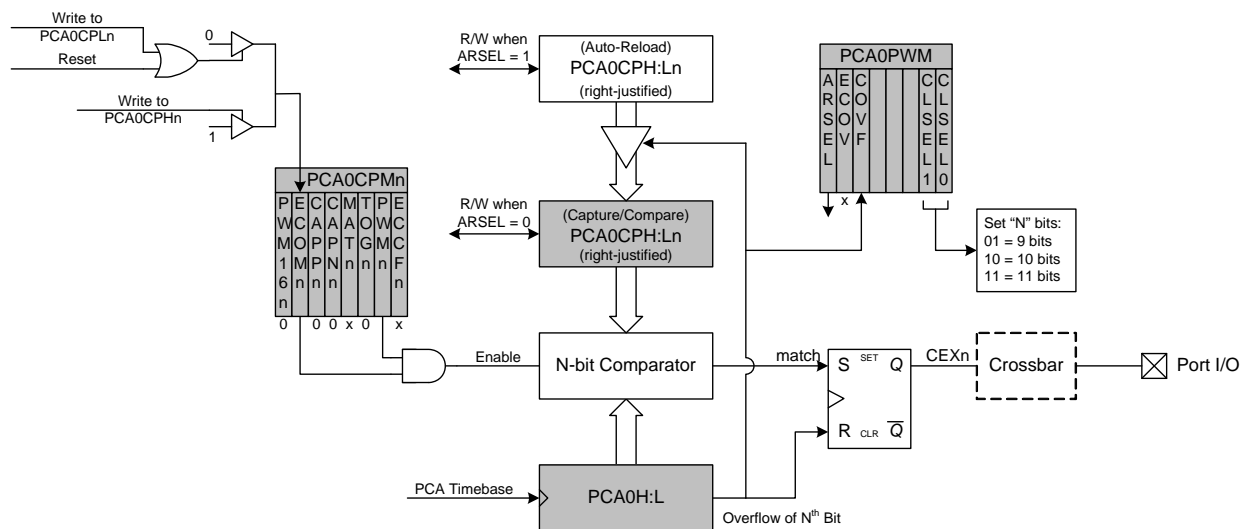 Write to
PCA0CPLn
Reset
0
Write to
PCA0CPHn
1
R/W when
ARSEL = 1
(Auto-Reload)
PCA0CPH:Ln
(right-justified)
PCA0PWM
ARSEL
ECOV
COVF
CLSEL1
CLSEL0
x
Set “N” bits:
01 = 9 bits
10 = 10 bits
11 = 11 bits
PCA0CPMn
PWM16n
ECOMn
CAPPn
CAPNn
MATn
TOGn
PWMn
ECCFn
0 0 0 x 0 x
R/W when
ARSEL = 0
(Capture/Compare)
PCA0CPH:Ln
(right-justified)
Enable
N-bit Comparator
match
S SET Q
R CLR Q
CEXn
Crossbar
Port I/O
PCA Timebase
PCA0H:L
Overflow of Nth Bit